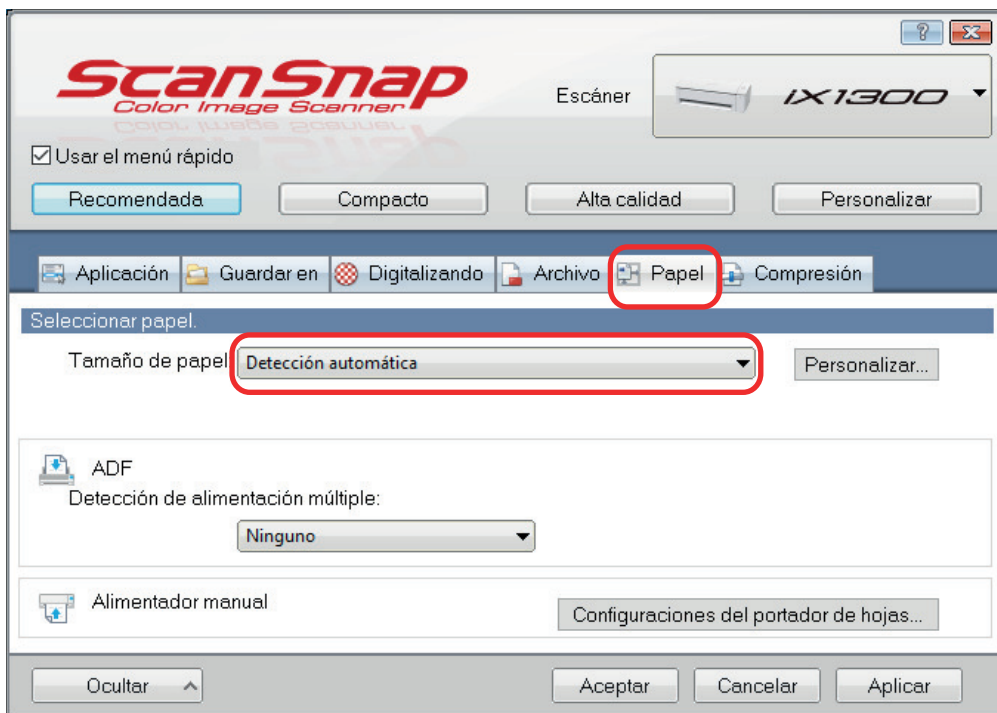 ?
ScanSnap
Color Image Scanner
Escáner
iX1300
Usar el menú rápido
Recomendada Compacto Alta calidad Personalizar
Aplicación Guardar en Digitalizando Archivo Papel Compresión
Seleccionar papel.
Tamaño de papel Detección automática Personalizar...
ADF
Detección de alimentación múltiple:
Ninguno
Alimentador manual
Configuraciones del portador de hojas...
Ocultar Aceptar Cancelar Aplicar